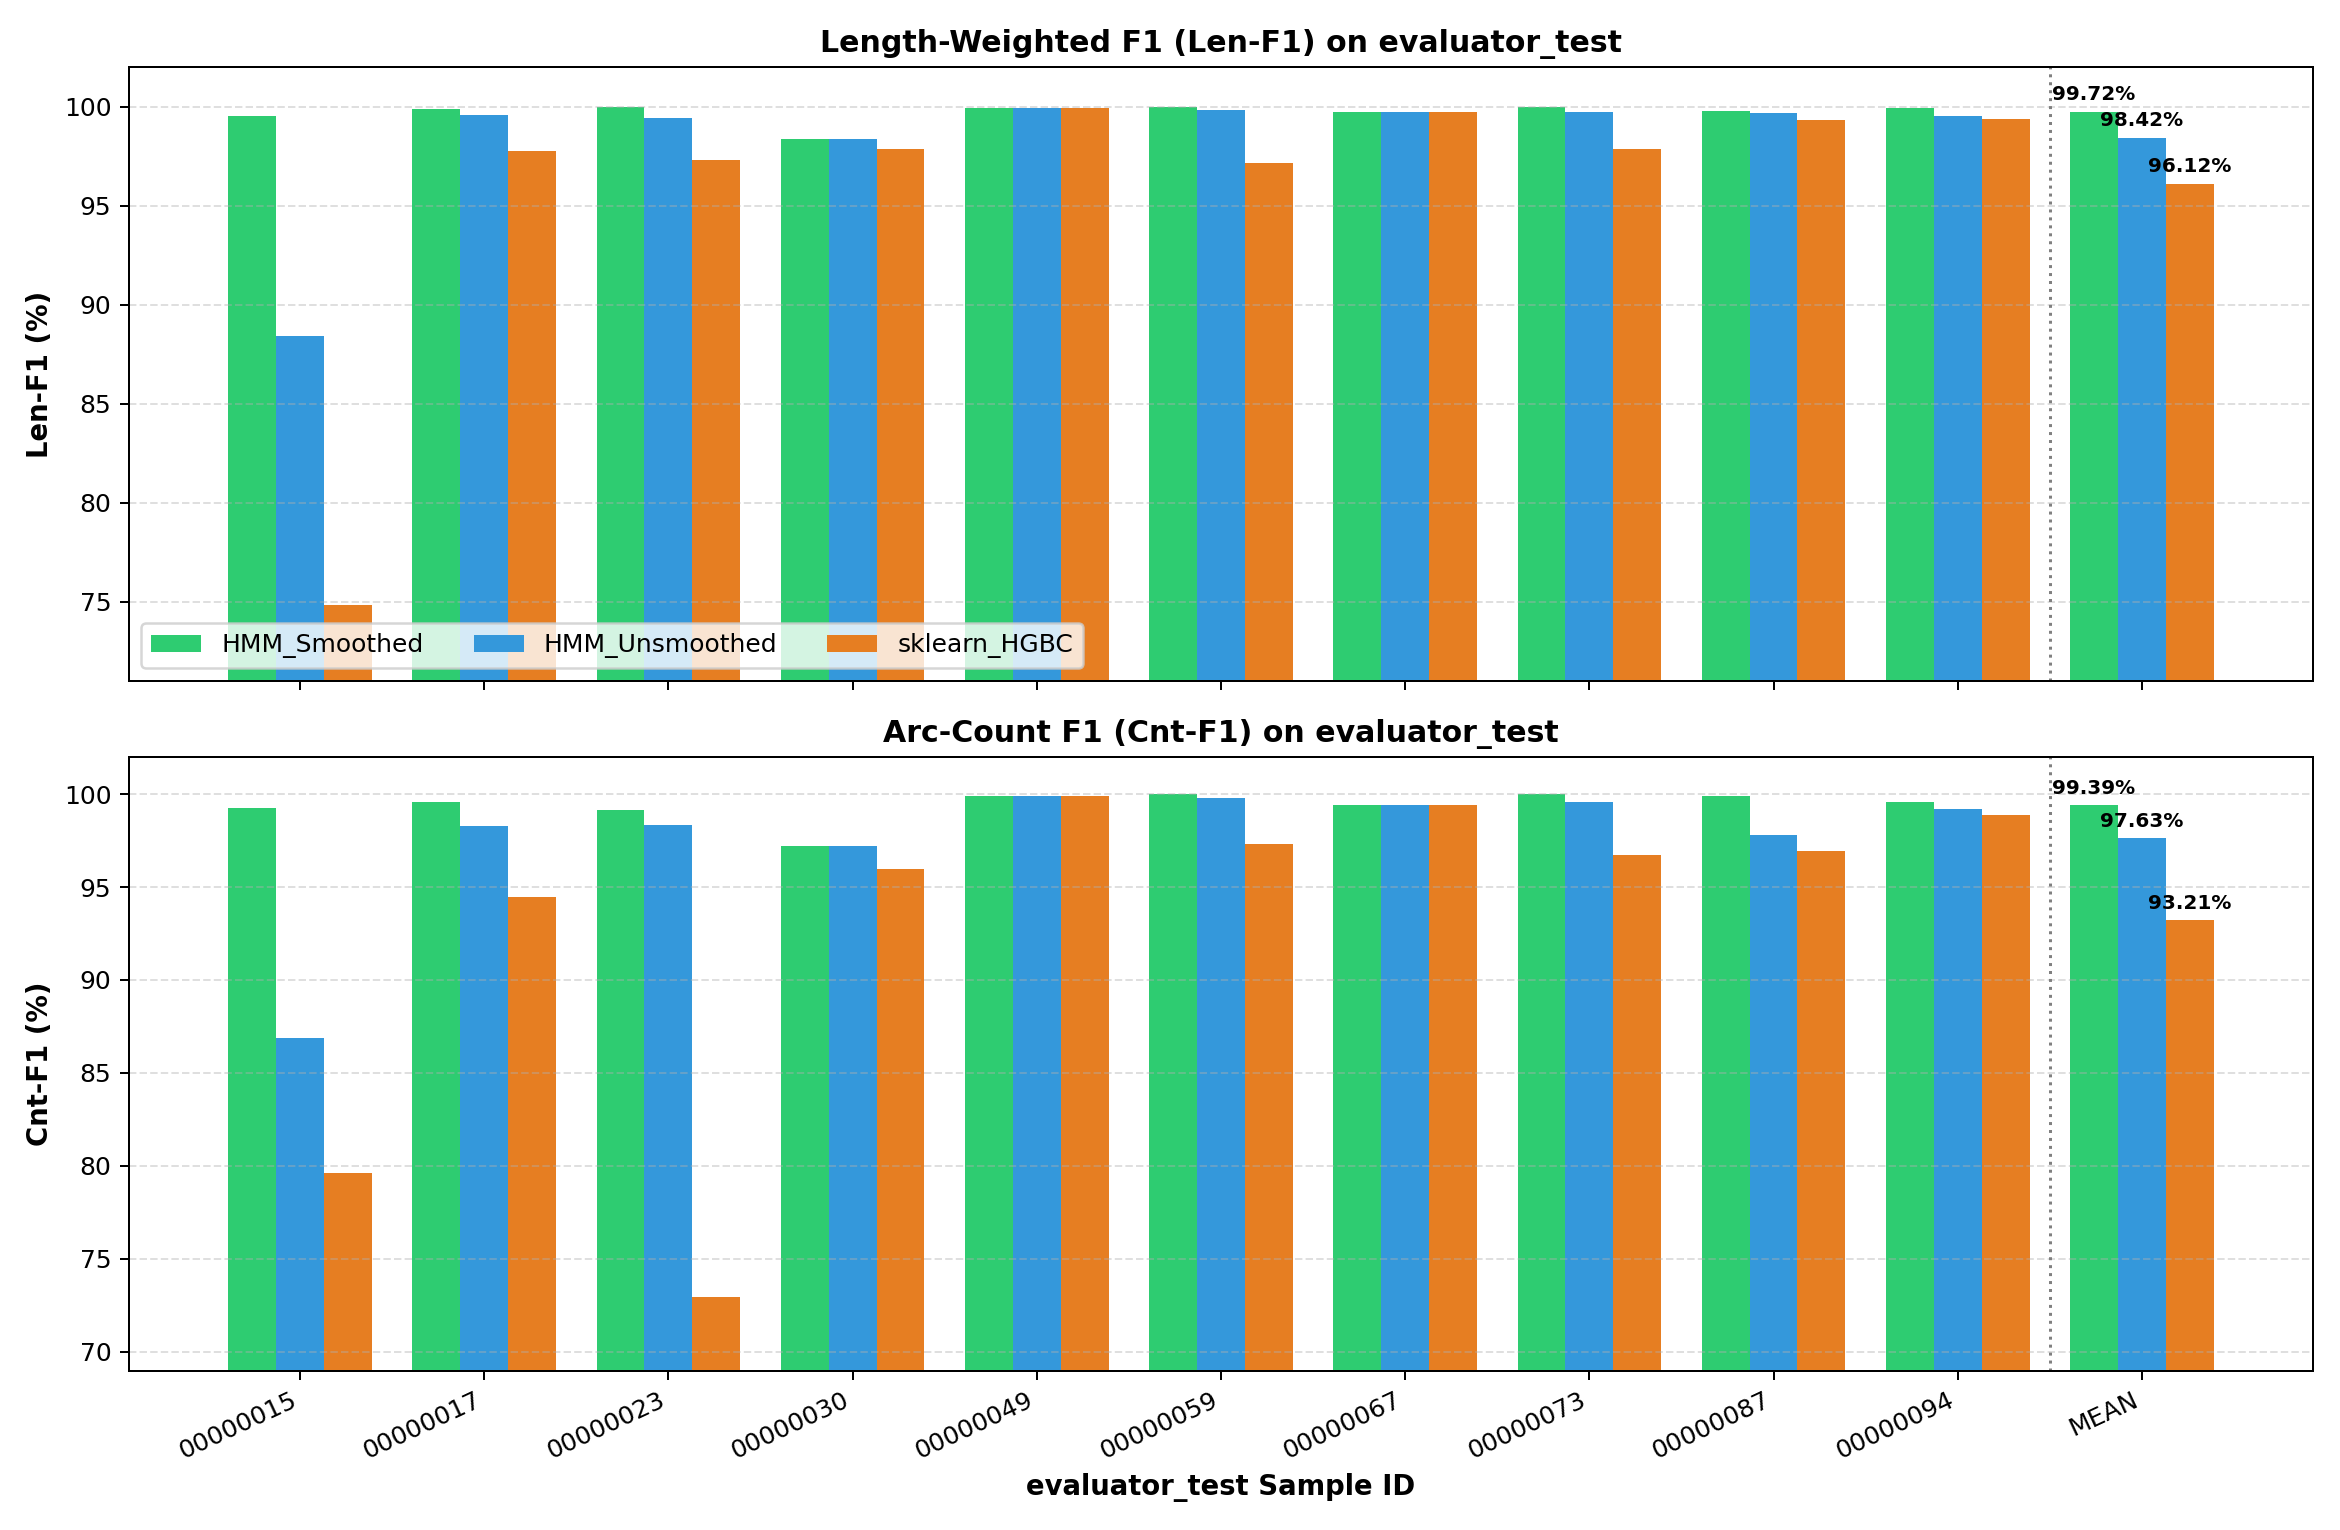 Length-Weighted F1 (Len-F1) on evaluator_test
Len-F1 (%)
100
95
90
85
80
75
99.72%
98.42%
96.12%
HMM_Smoothed HMM_Unsmoothed sklearn_HGBC
Arc-Count F1 (Cnt-F1) on evaluator_test
Cnt-F1 (%)
100
95
90
85
80
75
70
99.39%
97.63%
93.21%
00000015 00000017 00000023 00000030 00000049 00000059 00000067 00000073 00000087 00000094 MEAN
evaluator_test Sample ID